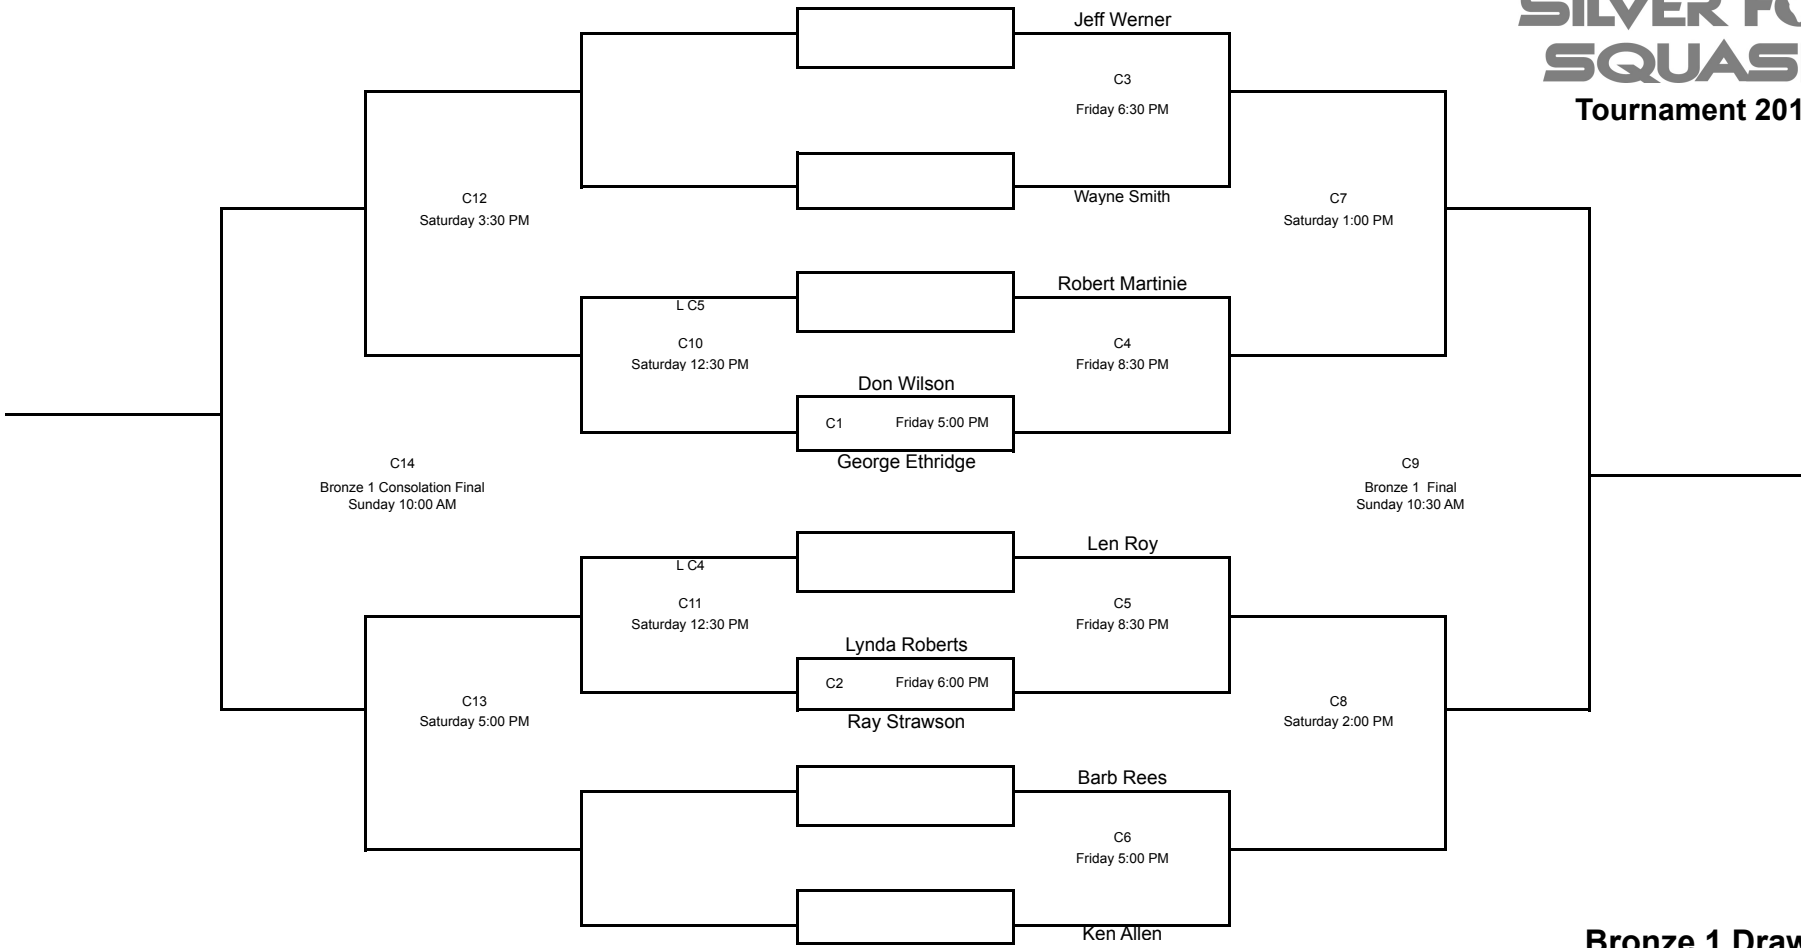 Jeff Werner
SILVER
SQUAS
C3
Friday 6:30 PM
Tournament 201
Wayne Smith
C12
Saturday 3:30 PM
C7
Saturday 1:00 PM
Robert Martinie
L C5
C10
Saturday 12:30 PM
C4
Friday 8:30 PM
Don Wilson
C1 Friday 5:00 PM
George Ethridge
C14
Bronze 1 Consolation Final
Sunday 10:00 AM
C9
Bronze 1 Final
Sunday 10:30 AM
Len Roy
L C4
C11
Saturday 12:30 PM
C5
Friday 8:30 PM
Lynda Roberts
C2 Friday 6:00 PM
Ray Strawson
C13
Saturday 5:00 PM
C8
Saturday 2:00 PM
Barb Rees
C6
Friday 5:00 PM
Ken Allen
Bronze 1 Draw